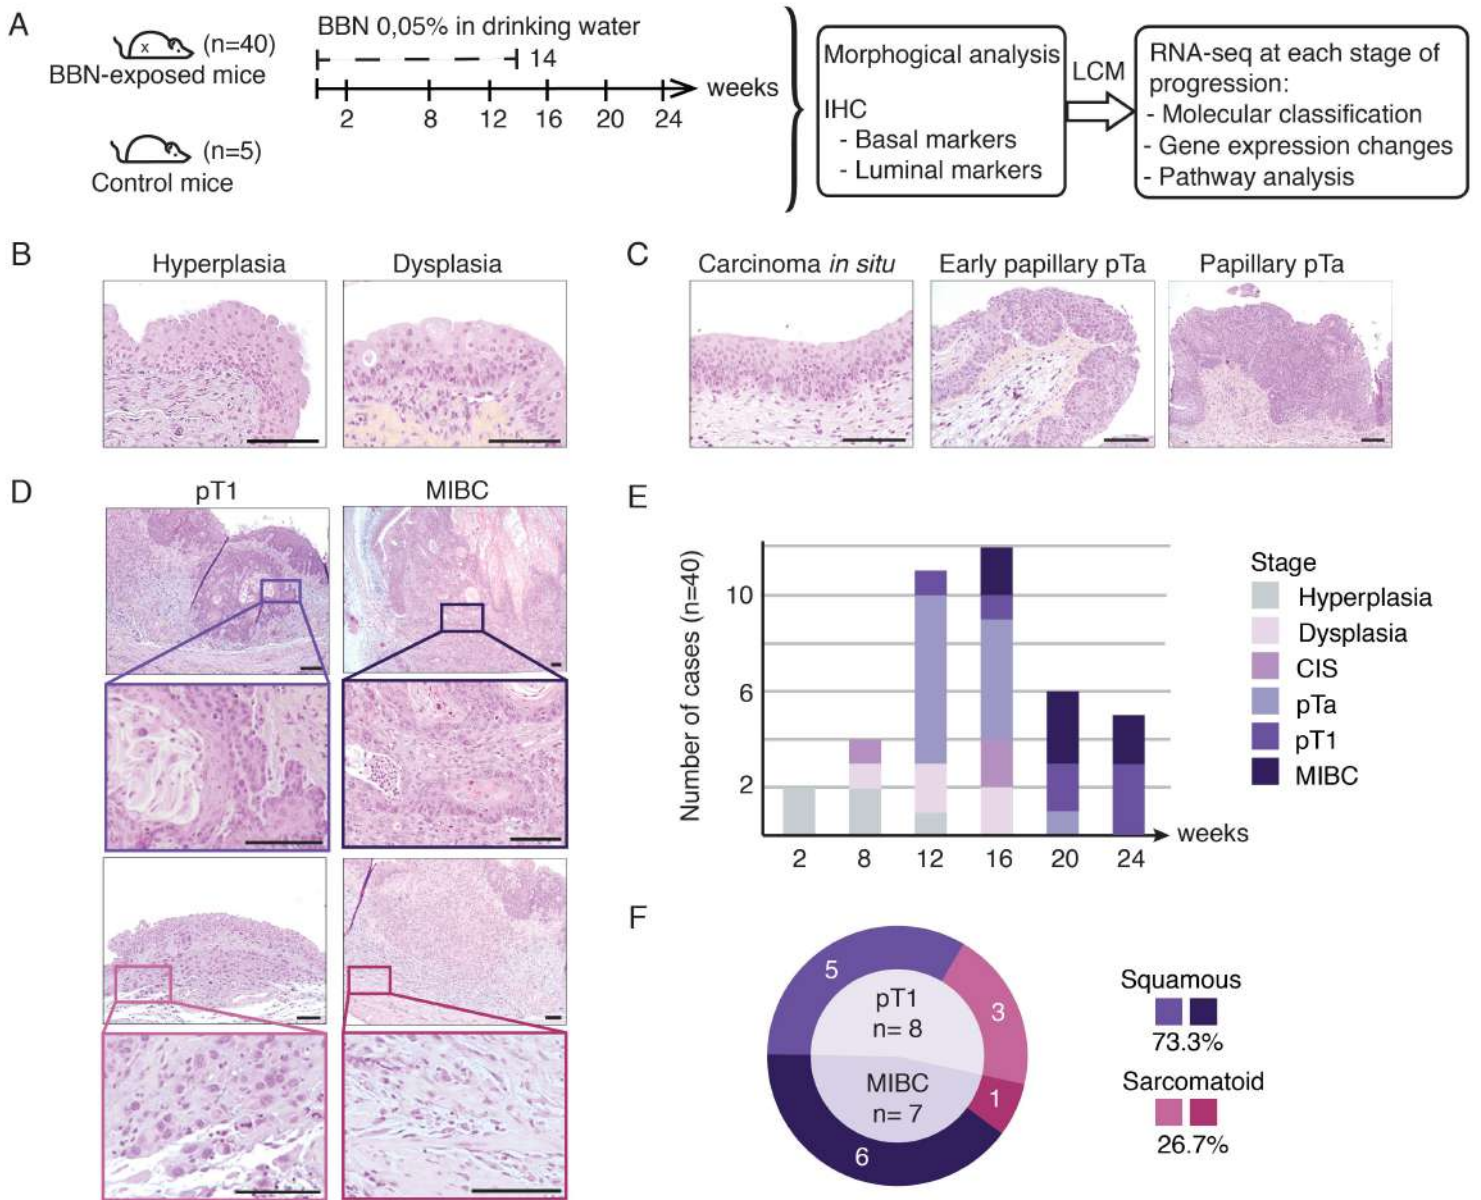 A
x
(n=40)
BBN-exposed mice
(n=5)
Control mice
BBN 0,05% in drinking water
14
weeks
2 8 12 16 20 24
Morphogical analysis
IHC
- Basal markers
- Luminal markers
LCM
RNA-seq at each stage of
progression:
- Molecular classification
- Gene expression changes
- Pathway analysis
B
Hyperplasia
Dysplasia
C
Carcinoma in situ
Early papillary pTa
Papillary pTa
D
pT1
MIBC
E
Number of cases (n=40)
10
6
2
2 8 12 16 20 24
weeks
Stage
Hyperplasia
Dysplasia
CIS
pTa
pT1
MIBC
F
5
3
1
6
pT1
n= 8
MIBC
n= 7
Squamous
73.3%
Sarcomatoid
26.7%